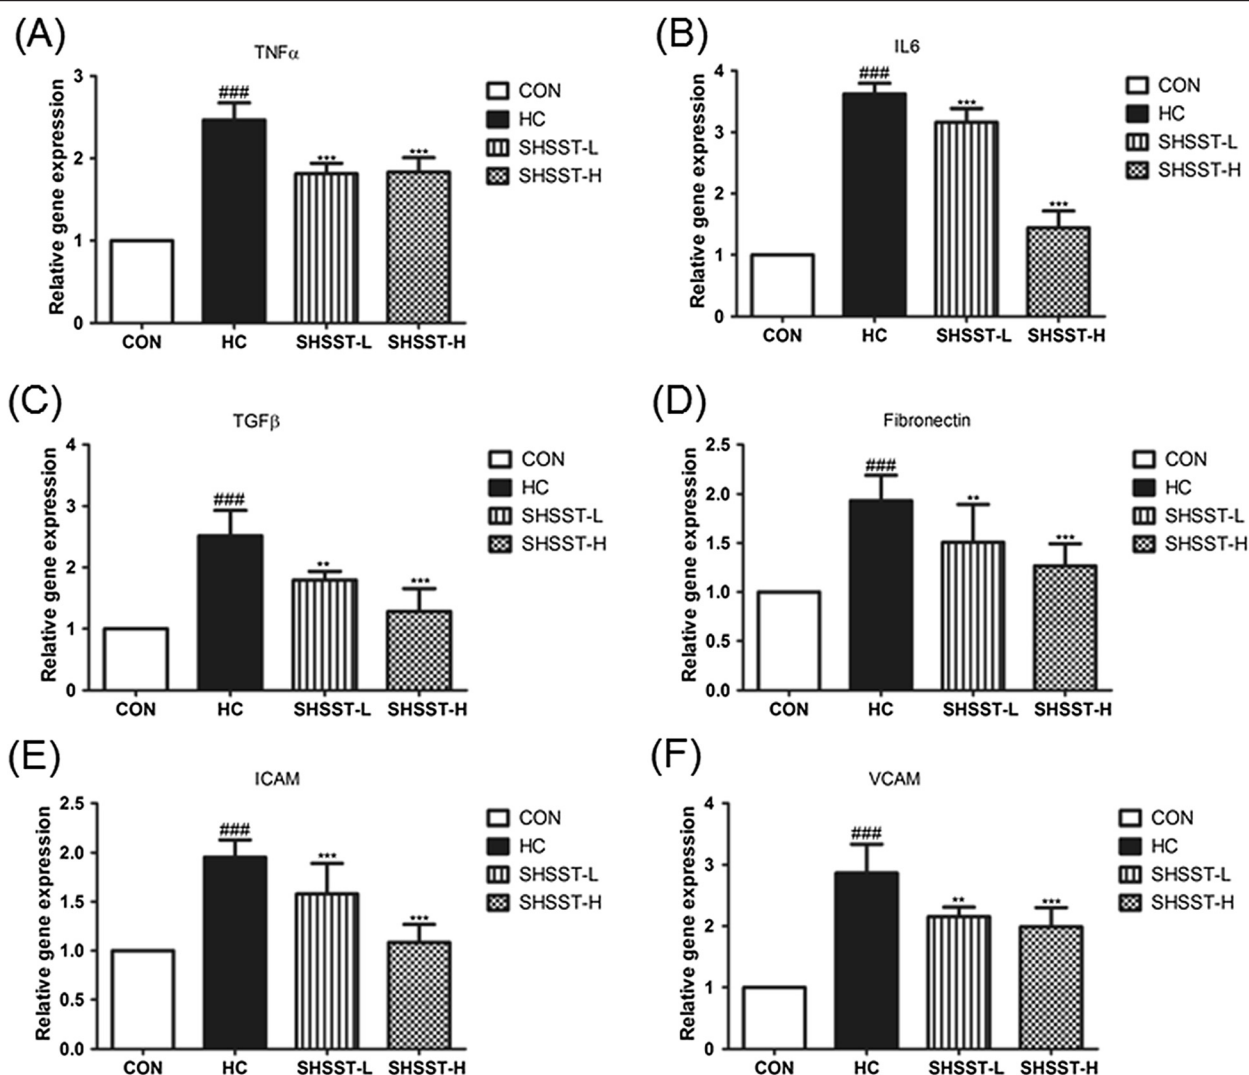 (A)
TNFα
Relative gene expression
3
2
1
0
###
***
***
CON
HC
SHSST-L
SHSST-H
CON
HC
SHSST-L
SHSST-H
(B)
IL6
Relative gene expression
4
3
2
1
0
###
***
***
CON
HC
SHSST-L
SHSST-H
CON
HC
SHSST-L
SHSST-H
(C)
TGFβ
Relative gene expression
4
3
2
1
0
###
**
***
CON
HC
SHSST-L
SHSST-H
CON
HC
SHSST-L
SHSST-H
(D)
Fibronectin
Relative gene expression
2.5
2.0
1.5
1.0
0.5
0.0
###
**
***
CON
HC
SHSST-L
SHSST-H
CON
HC
SHSST-L
SHSST-H
(E)
ICAM
Relative gene expression
2.5
2.0
1.5
1.0
0.5
0.0
###
***
***
CON
HC
SHSST-L
SHSST-H
CON
HC
SHSST-L
SHSST-H
(F)
VCAM
Relative gene expression
4
3
2
1
0
###
**
***
CON
HC
SHSST-L
SHSST-H
CON
HC
SHSST-L
SHSST-H